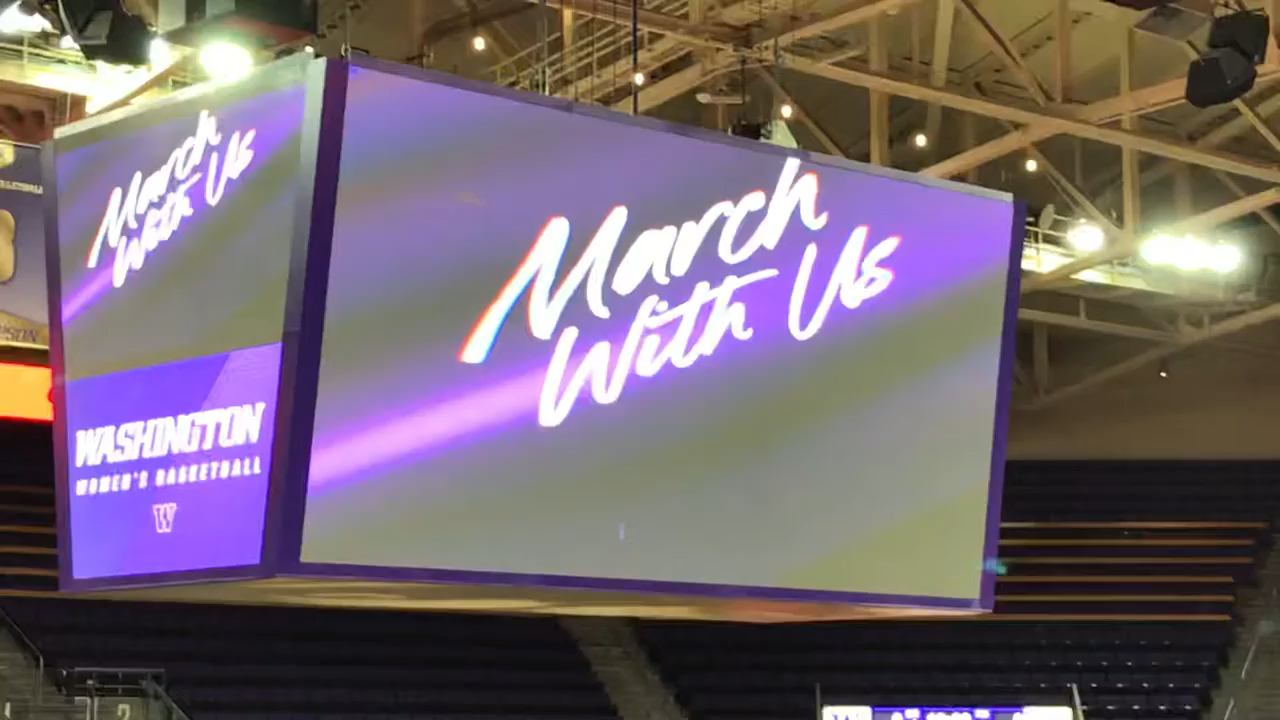 March
With Us
WASHINGTON
WOMEN'S BASKETBALL
W
March
With Us